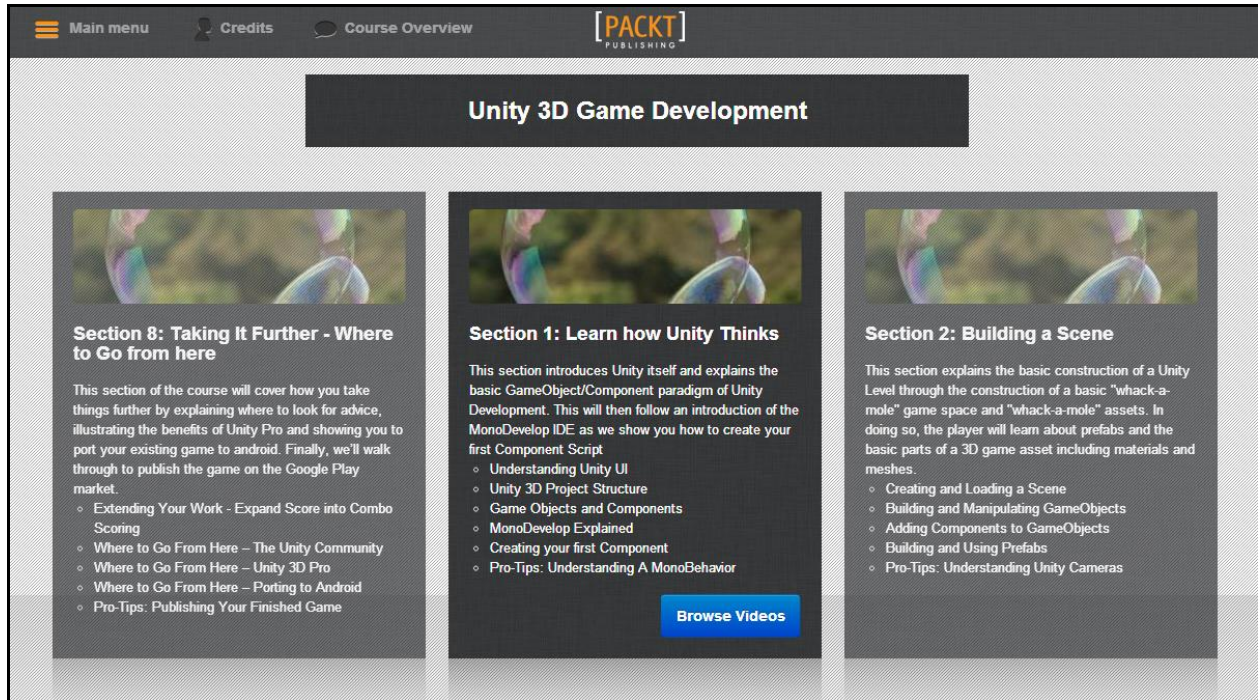 Main menu
Credits
Course Overview
[PACKT]
PUBLISHING
Unity 3D Game Development
Section 8: Taking It Further - Where
to Go from here
This section of the course will cover how you take
things further by explaining where to look for advice,
illustrating the benefits of Unity Pro and showing you to
port your existing game to android. Finally, we'll walk
through to publish the game on the Google Play
market.
Extending Your Work - Expand Score into Combo
Scoring
Where to Go From Here – The Unity Community
Where to Go From Here – Unity 3D Pro
Where to Go From Here – Porting to Android
Pro-Tips: Publishing Your Finished Game
Section 1: Learn how Unity Thinks
This section introduces Unity itself and explains the
basic GameObject/Component paradigm of Unity
Development. This will then follow an introduction of the
MonoDevelop IDE as we show you how to create your
first Component Script
Understanding Unity UI
Unity 3D Project Structure
Game Objects and Components
MonoDevelop Explained
Creating your first Component
Pro-Tips: Understanding A MonoBehavior
Browse Videos
Section 2: Building a Scene
This section explains the basic construction of a Unity
Level through the construction of a basic "whack-a-
mole" game space and "whack-a-mole" assets. In
doing so, the player will learn about prefabs and the
basic parts of a 3D game asset including materials and
meshes.
Creating and Loading a Scene
Building and Manipulating GameObjects
Adding Components to GameObjects
Building and Using Prefabs
Pro-Tips: Understanding Unity Cameras